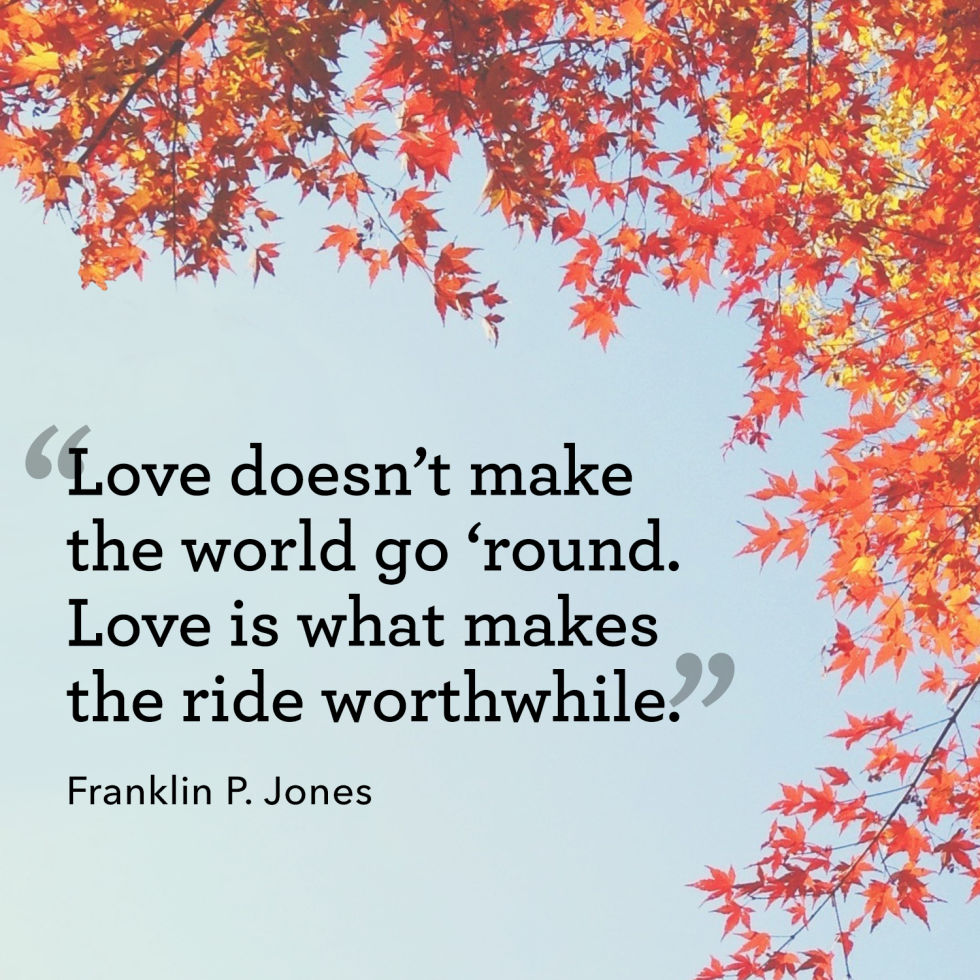 “Love doesn’t make
the world go ‘round.
Love is what makes
the ride worthwhile.”
Franklin P. Jones